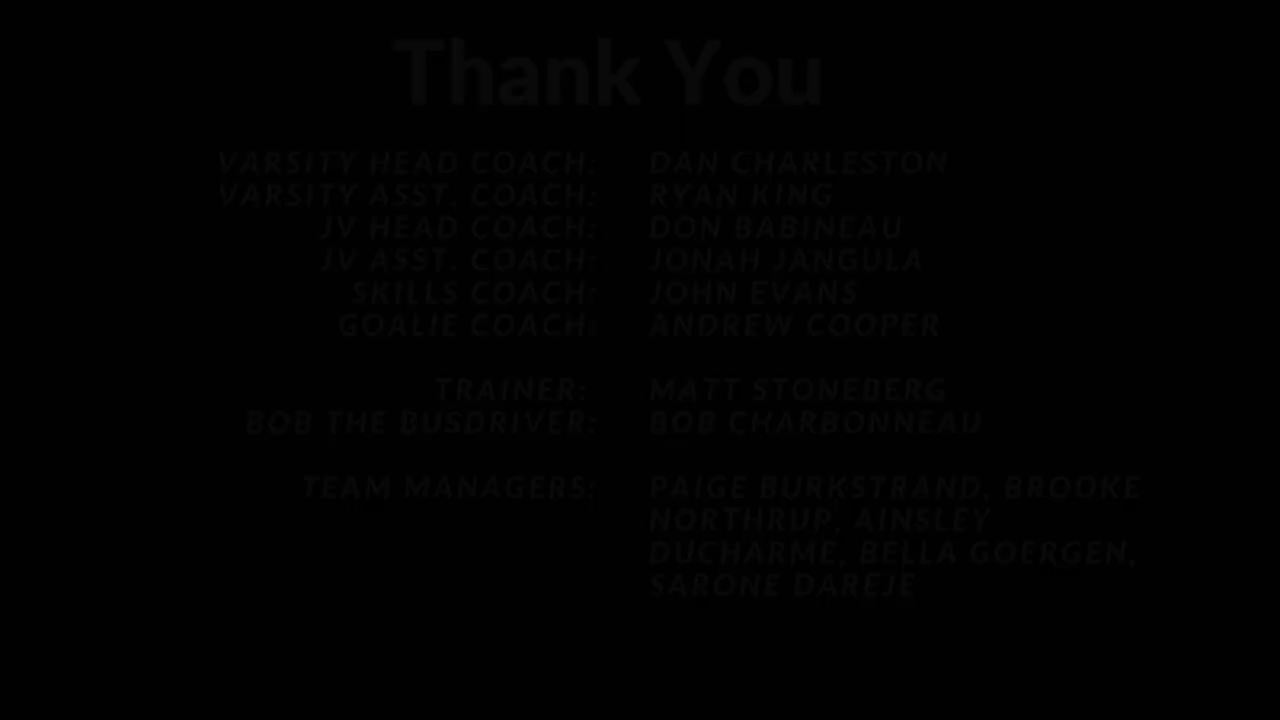 Thank You
VARSITY HEAD COACH: DAN CHARLESTON
VARSITY ASST. COACH: RYAN KING
JV HEAD COACH: DON BABINEAU
JV ASST. COACH: JONAH JANGULA
SKILLS COACH: JOHN EVANS
GOALIE COACH: ANDREW COOPER
TRAINER: MATT STONEBERG
BOB THE BUSDRIVER: BOB CHARBONNEAU
TEAM MANAGERS: PAIGE BURKSTRAND, BROOKE
NORTHRUP, AINSLEY
DUCHARME, BELLA GOERGEN,
SARONE DAREJE